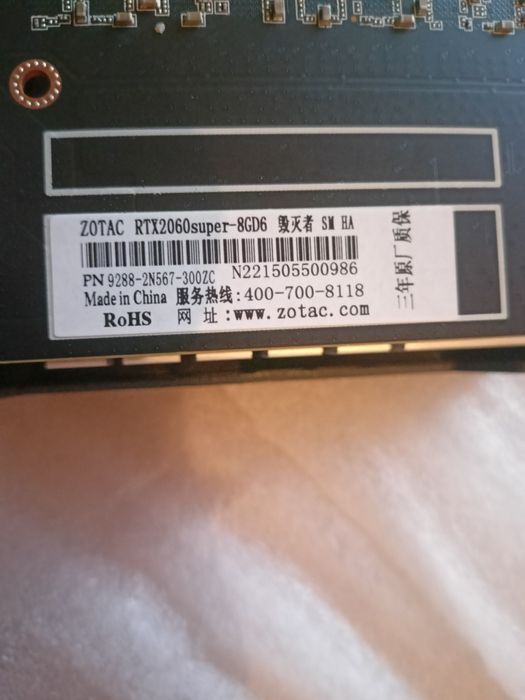 ZOTAC RTX2060super-8GD6 毁灭者 SM HA
PN 9288-2N567-300ZC N221505500986
Made in China 服务热线:400-700-8118
RoHS 网 址:www.zotac.com
三年原厂质保